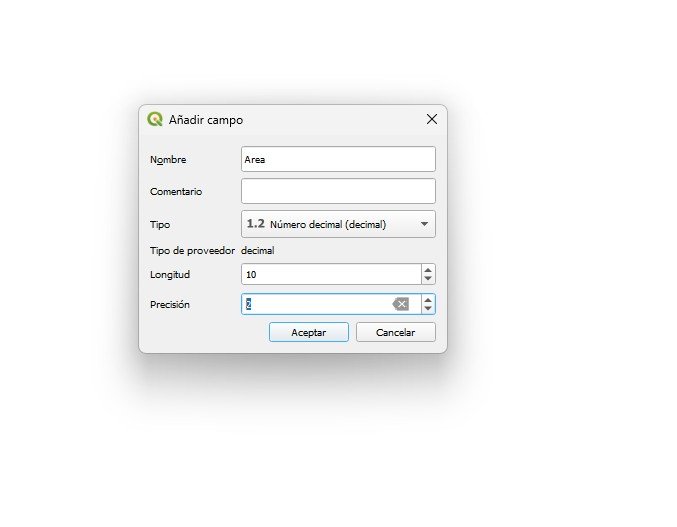 Añadir campo
Nombre Area
Comentario
Tipo 1.2 Número decimal (decimal)
Tipo de proveedor decimal
Longitud 10
Precisión 2
Aceptar Cancelar